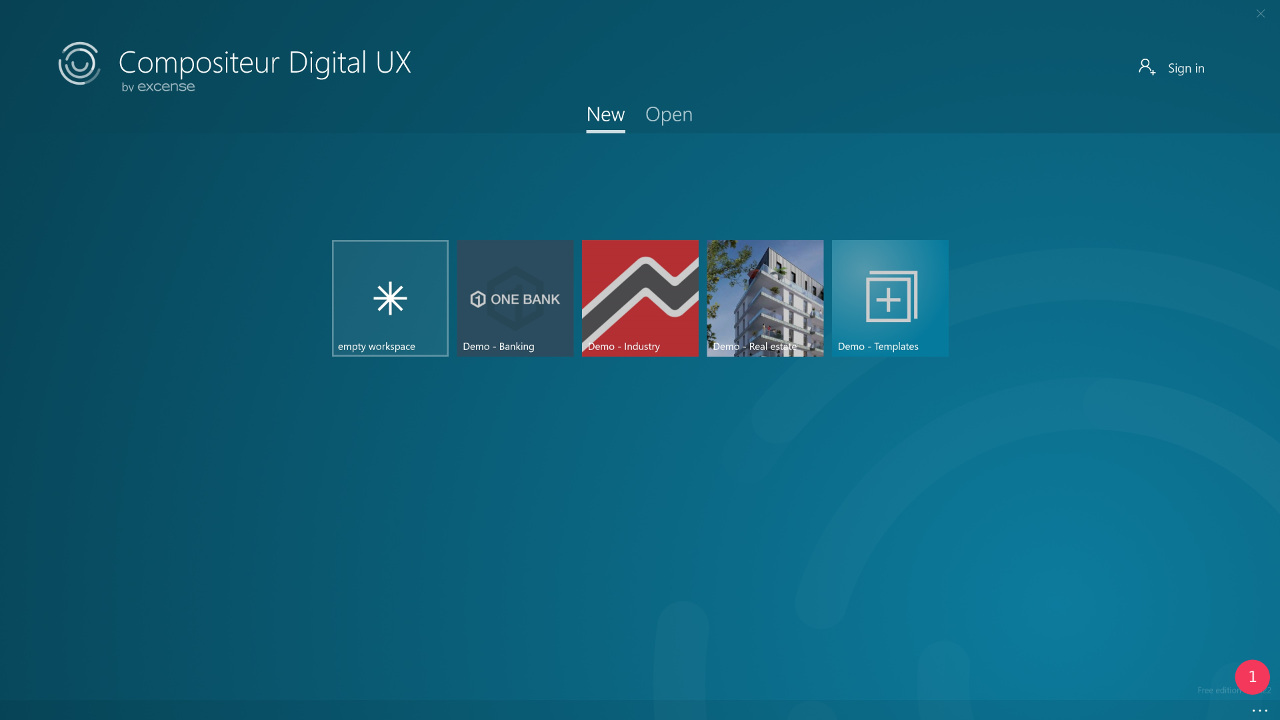 Compositeur Digital UX
by excense
Sign in
New
Open
ONE BANK
empty workspace
Demo - Banking
Demo - Industry
Demo - Real estate
Demo - Templates
1
Free edition